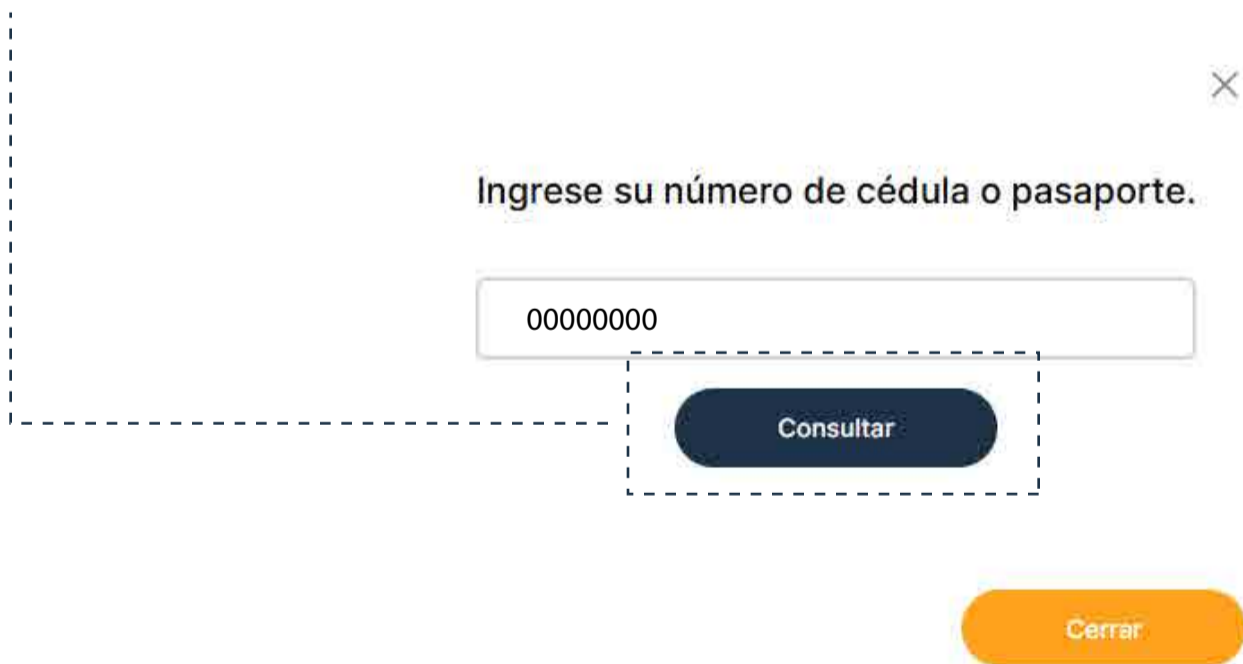 Ingrese su número de cédula o pasaporte.
00000000
Consultar
Cerrar